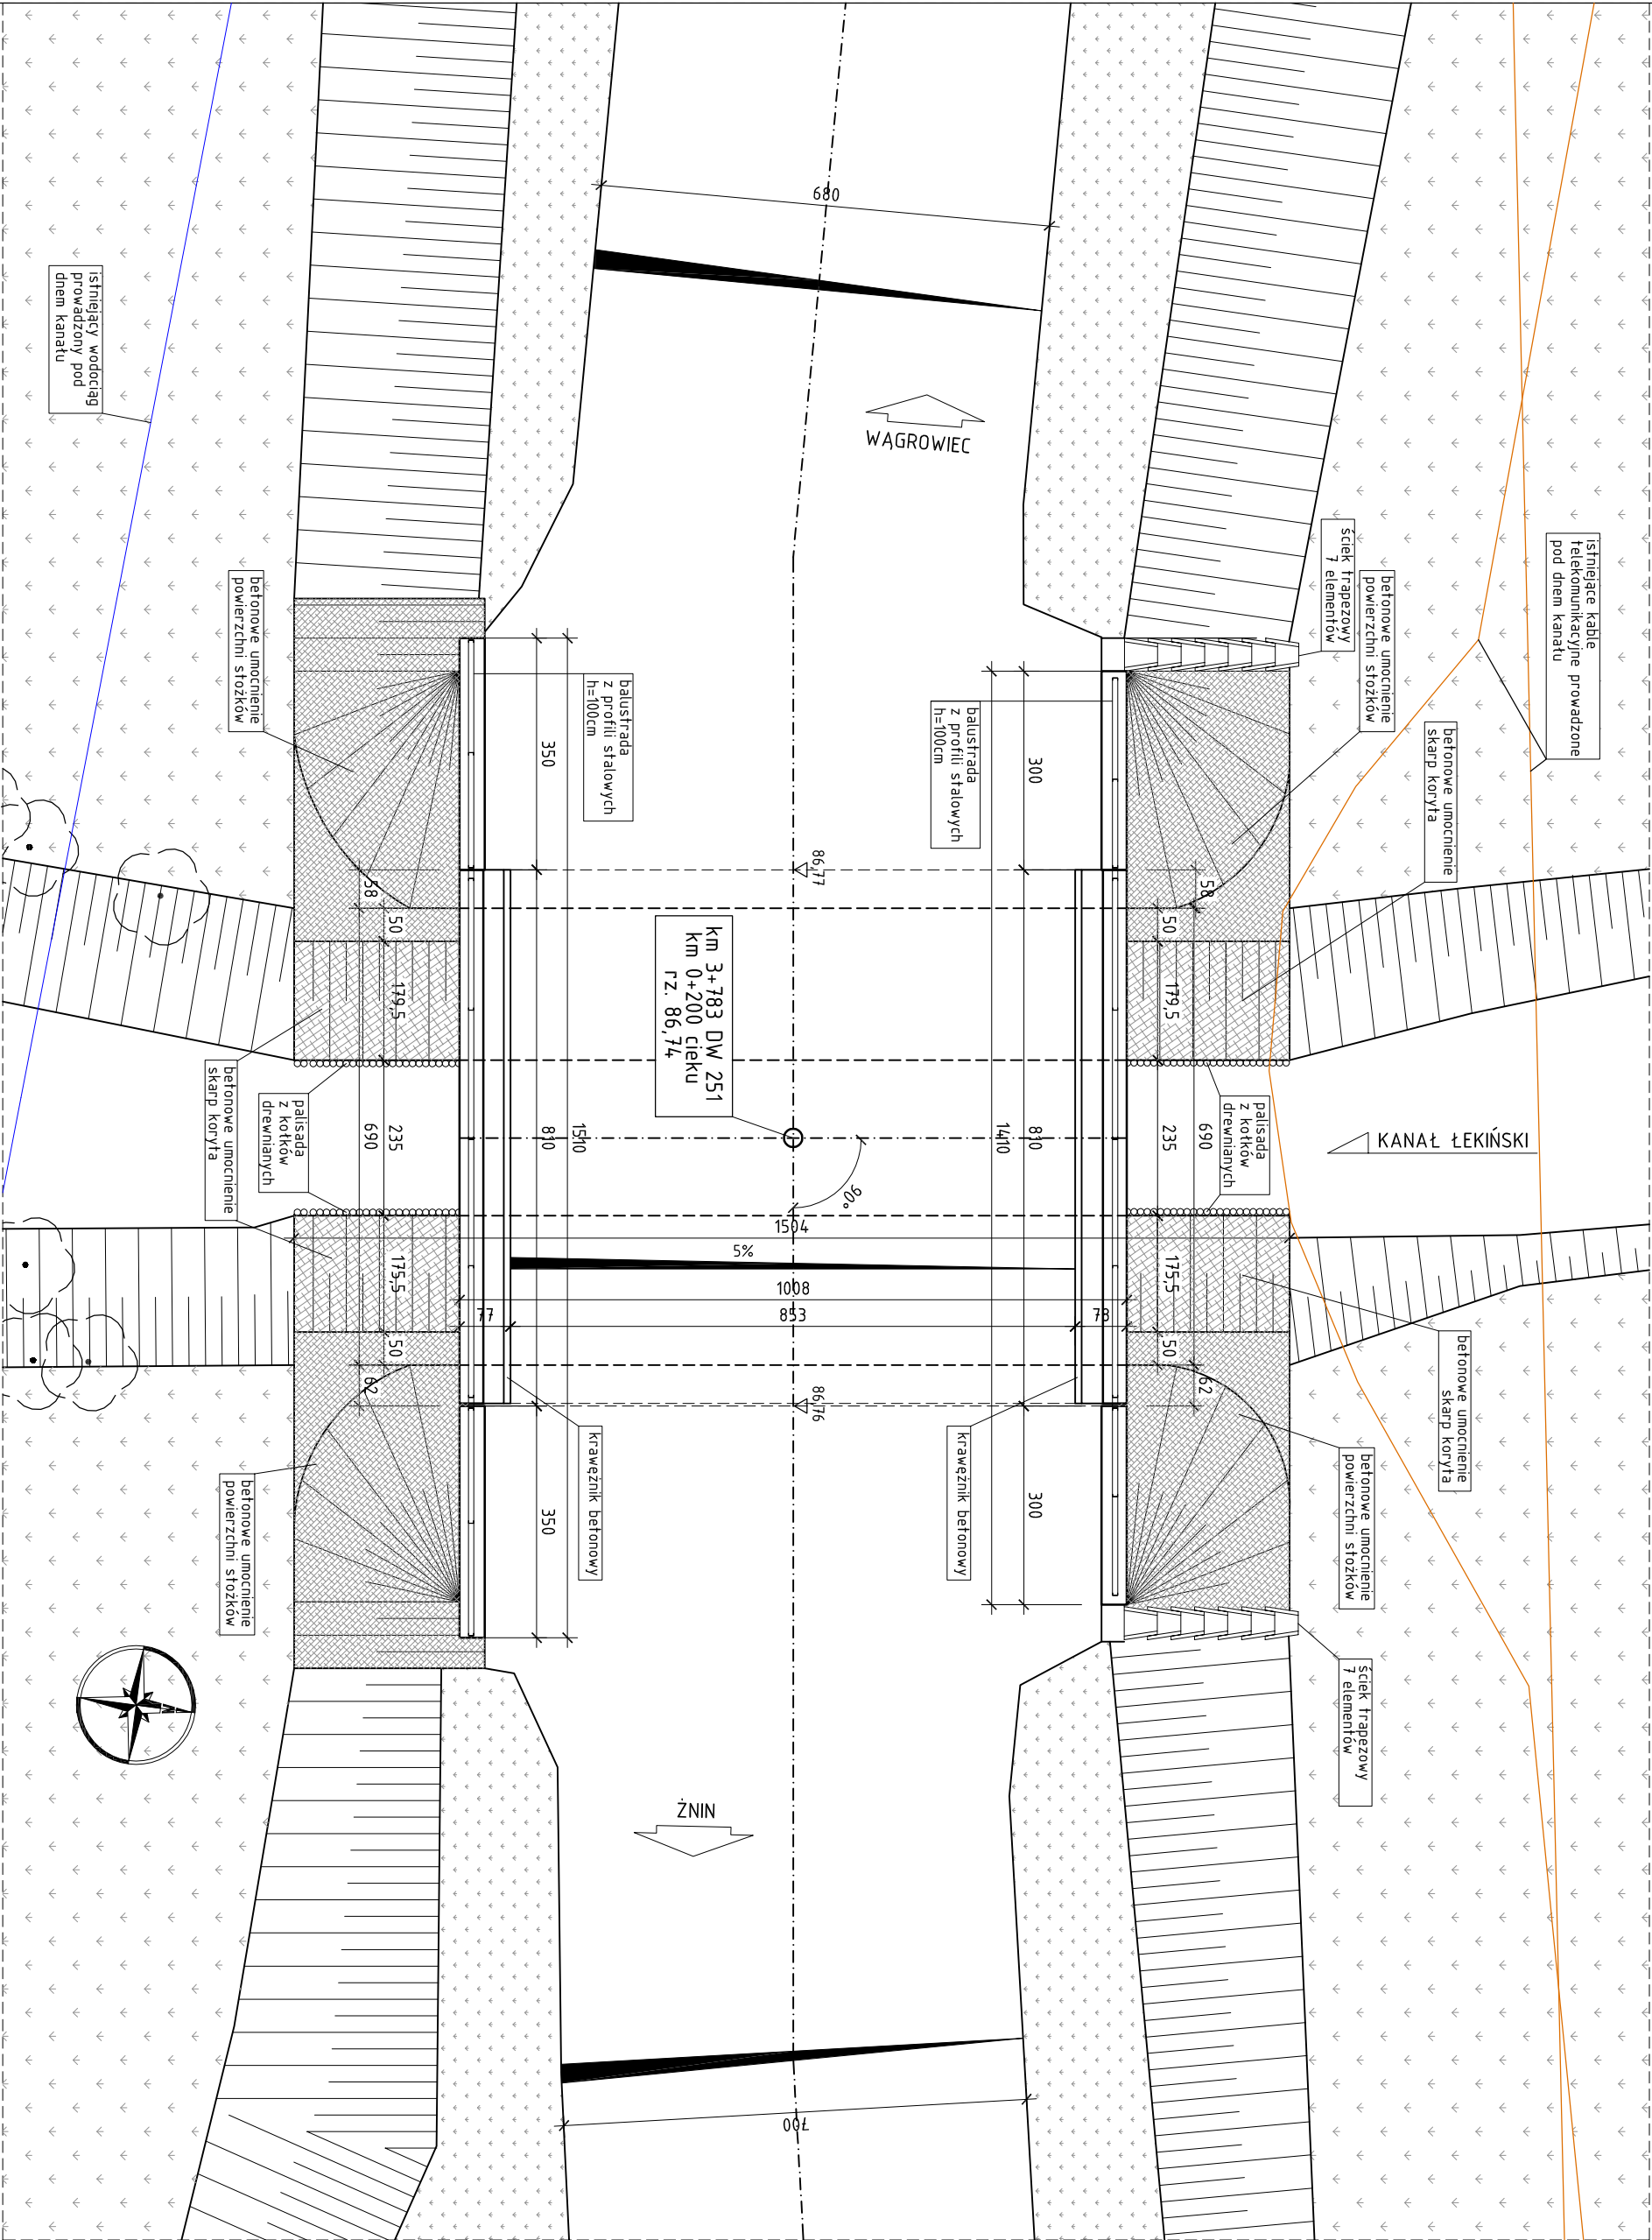 680
WĄGROWIEC
istniejący wodociąg
prowadzony pod
dnem kanału
istniejące kable
telekomunikacyjne prowadzone
pod dnem kanału
ściek trapezowy
7 elementów
betonowe umocnienie
powierzchni stożków
betonowe umocnienie
powierzchni stożków
balustrada
z profili stalowych
h=100cm
balustrada
z profili stalowych
h=100cm
betonowe umocnienie
skarp koryta
350
300
86,77
58
50
58
50
179,5
179,5
km 3+783 DW 251
km 0+200 cieku
rz. 86,74
betonowe umocnienie
skarp koryta
palisada
z kołków
drewnianych
690
235
810
1510
1410
810
235
690
palisada
z kołków
drewnianych
KANAŁ ŁEKIŃSKI
90°
1504
5%
1008
77
853
78
175,5
175,5
50
62
50
62
86,76
betonowe umocnienie
skarp koryta
krawężnik betonowy
krawężnik betonowy
350
300
betonowe umocnienie
powierzchni stożków
betonowe umocnienie
powierzchni stożków
ściek trapezowy
7 elementów
N
ŻNIN
700